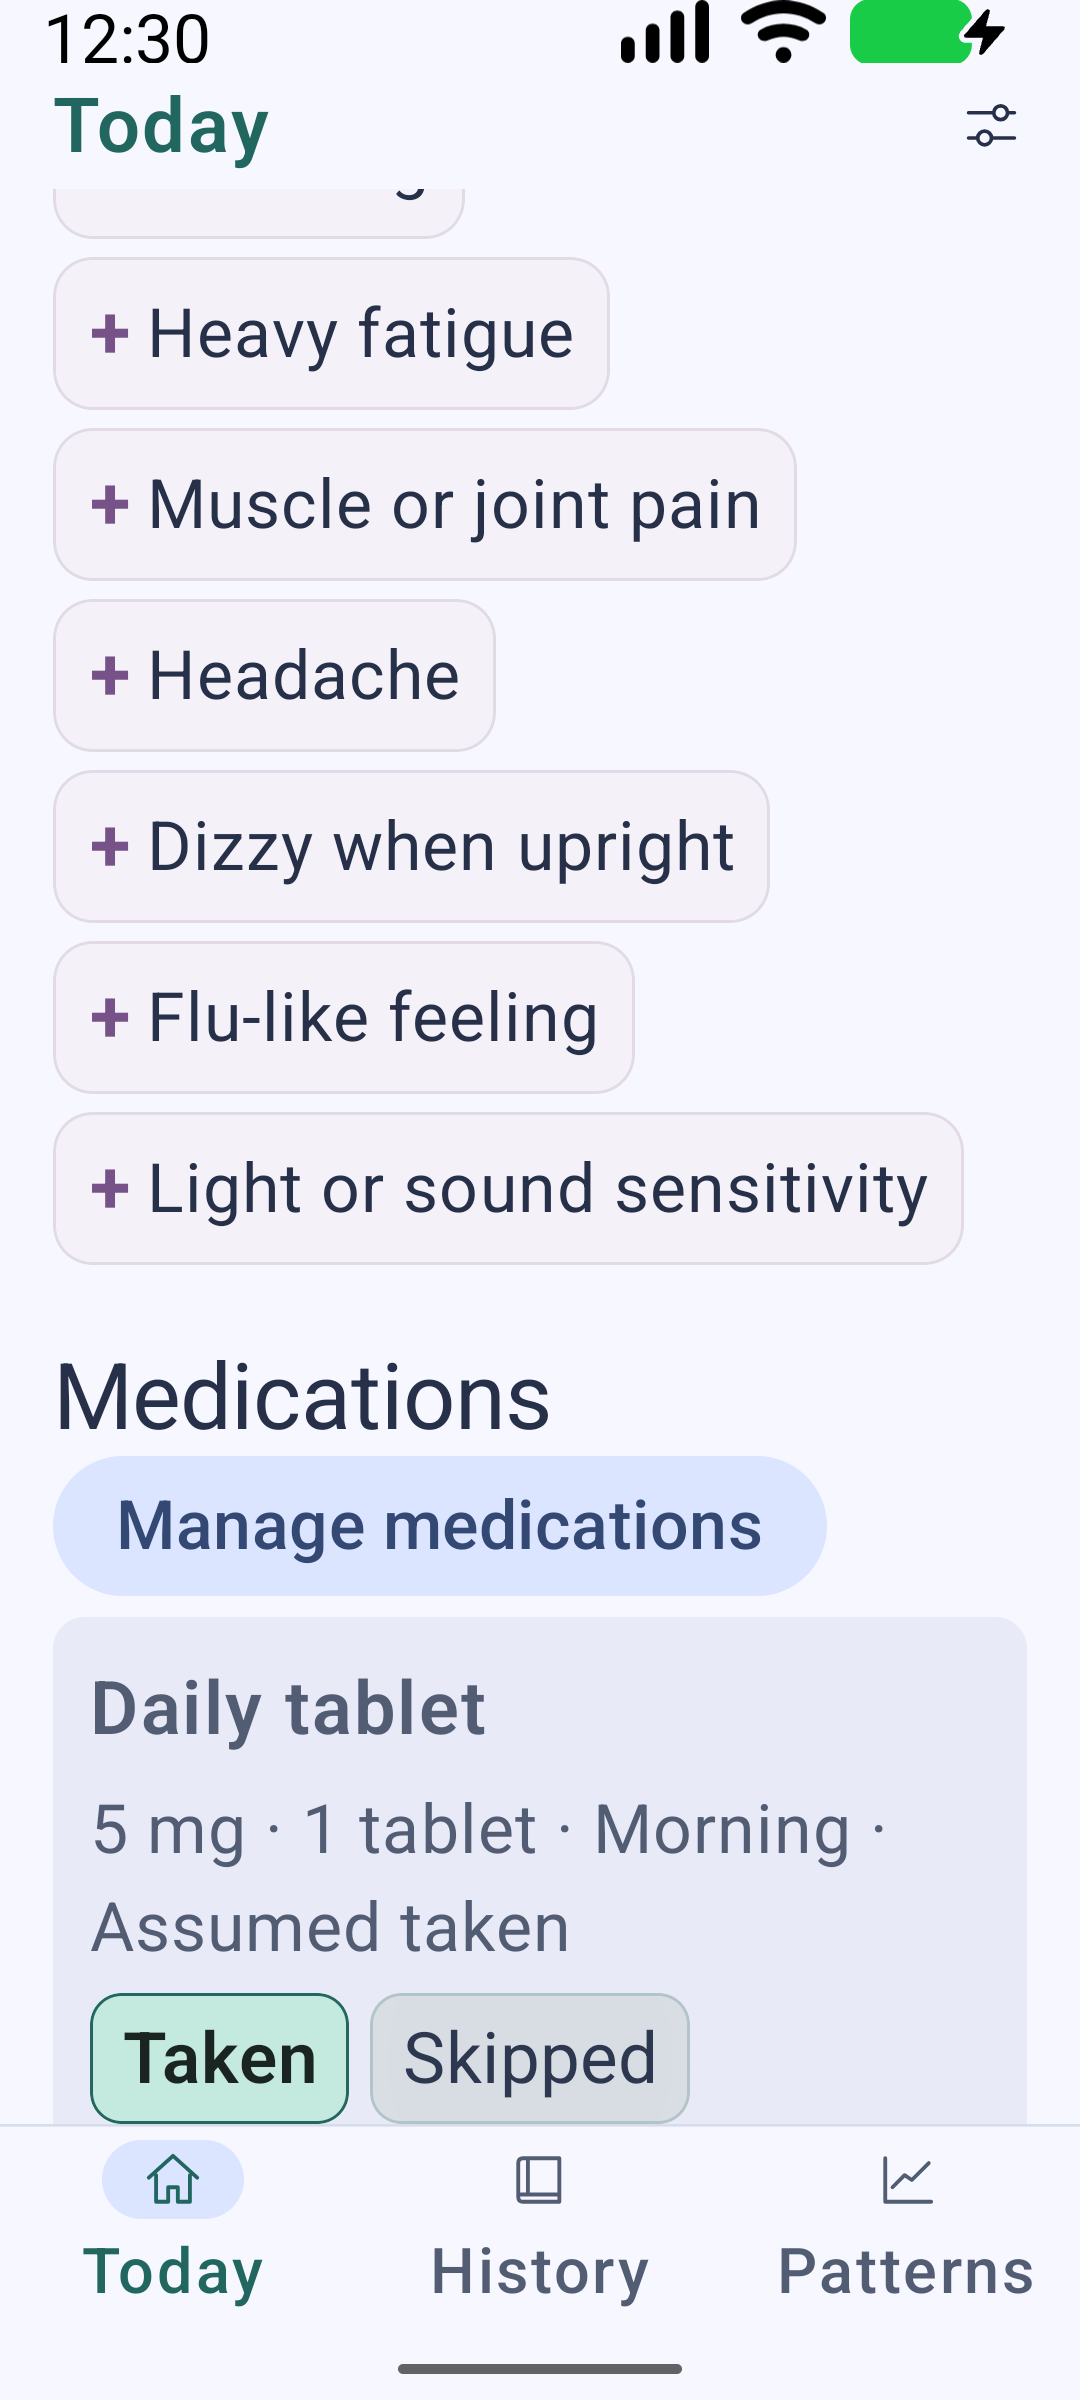 12:30
Today
+ Heavy fatigue
+ Muscle or joint pain
+ Headache
+ Dizzy when upright
+ Flu-like feeling
+ Light or sound sensitivity
Medications
Manage medications
Daily tablet
5 mg · 1 tablet · Morning ·
Assumed taken
Taken Skipped
Today History Patterns